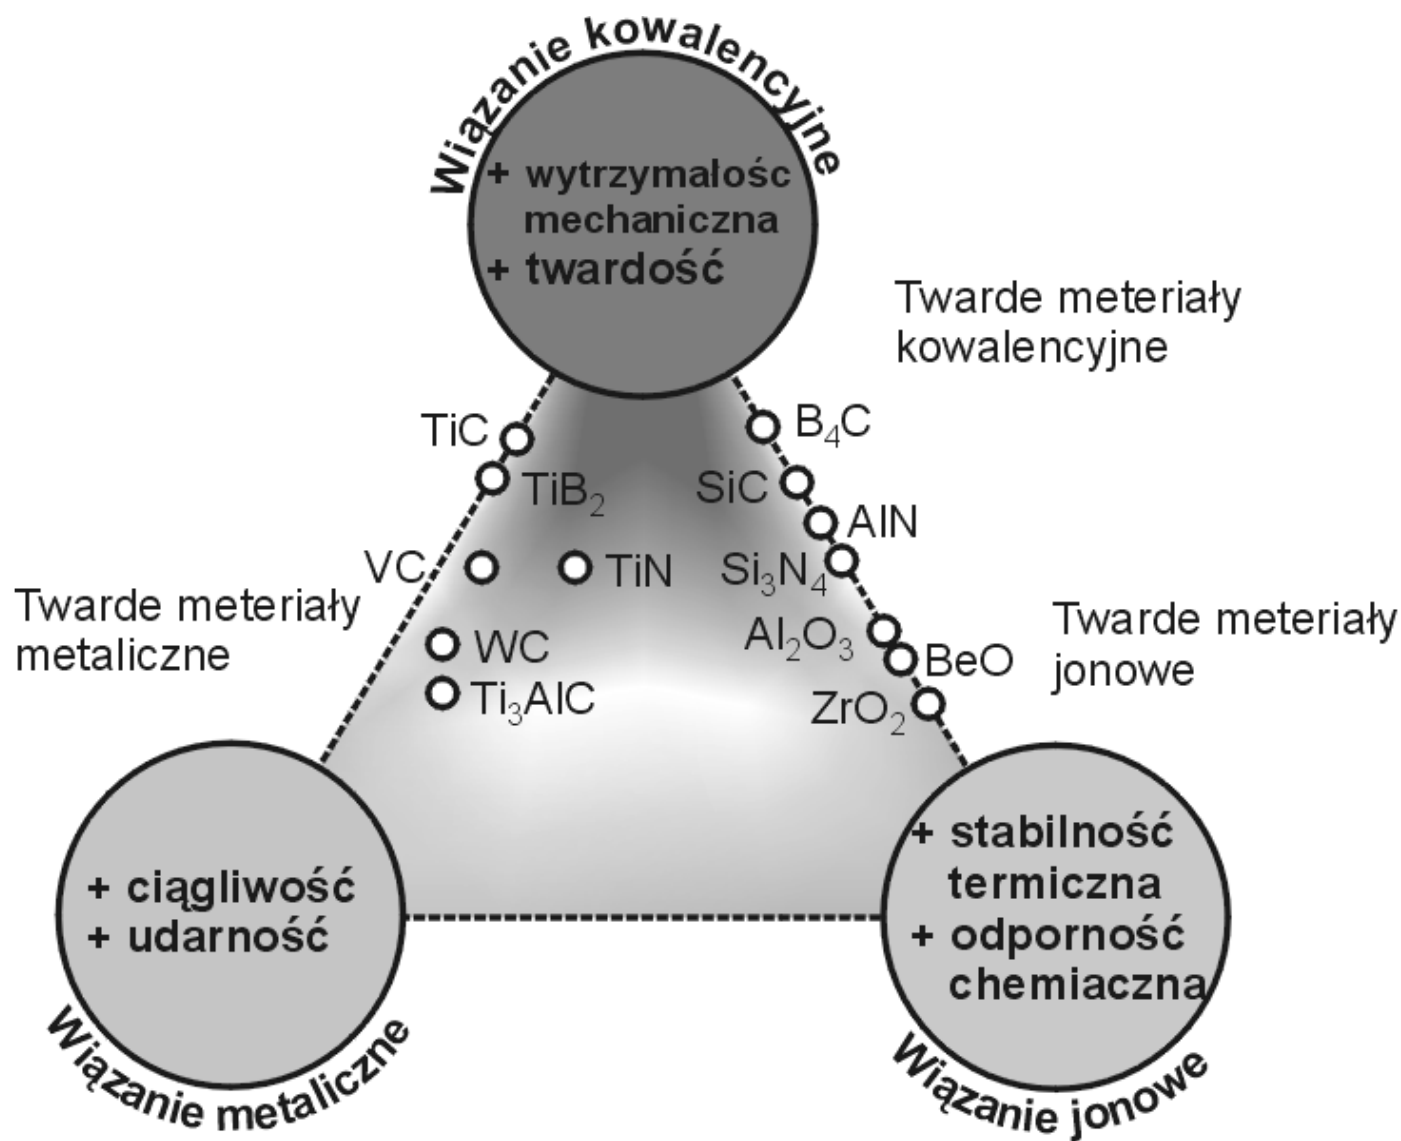 Wiązanie kowalencyjne
+ wytrzymałośc
mechaniczna
+ twardość
Twarde meteriały
kowalencyjne
TiC
B₄C
TiB₂
SiC
AlN
VC
TiN
Si₃N₄
Twarde meteriały
metaliczne
Al₂O₃
Twarde meteriały
jonowe
WC
BeO
Ti₃AlC
ZrO₂
+ ciągliwość
+ udarność
Wiązanie metaliczne
+ stabilność
termiczna
+ odporność
chemiaczna
Wiązanie jonowe